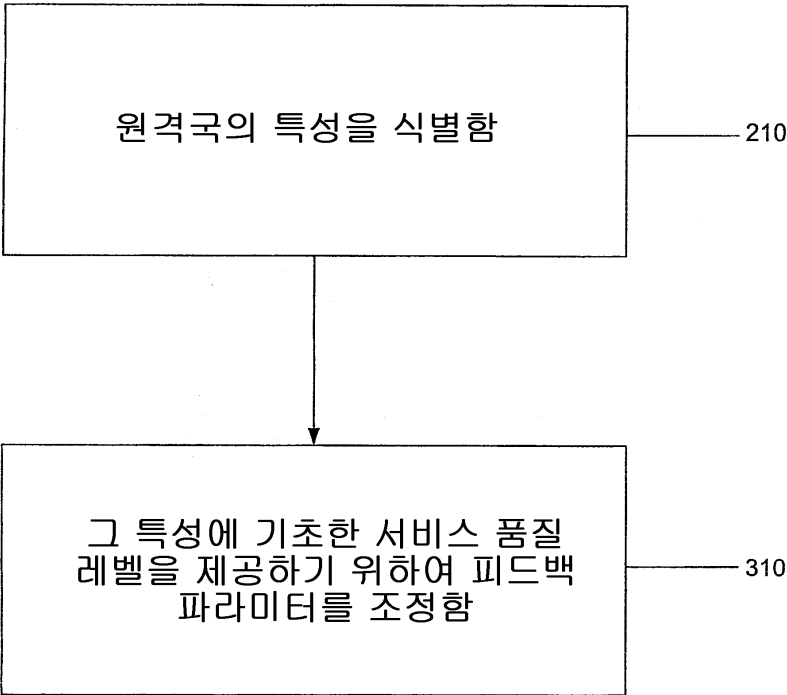 원격국의 특성을 식별함
210
그 특성에 기초한 서비스 품질
레벨을 제공하기 위하여 피드백
파라미터를 조정함
310